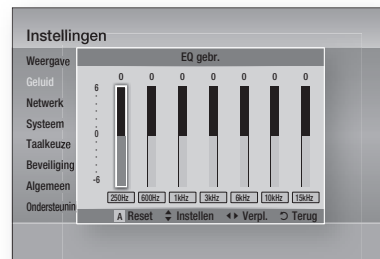 Instellingen
Weergave
Geluid
Netwerk
Systeem
Taalkeuze
Beveiliging
Algemeen
Ondersteunin
EQ gebr.
0 0 0 0 0 0 0
6
0
-6
250Hz 600Hz 1kHz 3kHz 6kHz 10kHz 15kHz
A Reset Instellen Verpl. Terug